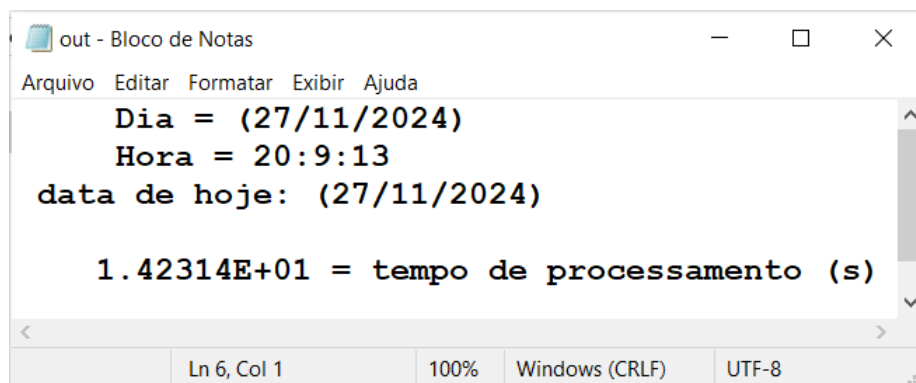 out - Bloco de Notas
Arquivo Editar Formatar Exibir Ajuda
Dia = (27/11/2024)
Hora = 20:9:13
data de hoje: (27/11/2024)
1.42314E+01 = tempo de processamento (s)
Ln 6, Col 1 100% Windows (CRLF) UTF-8